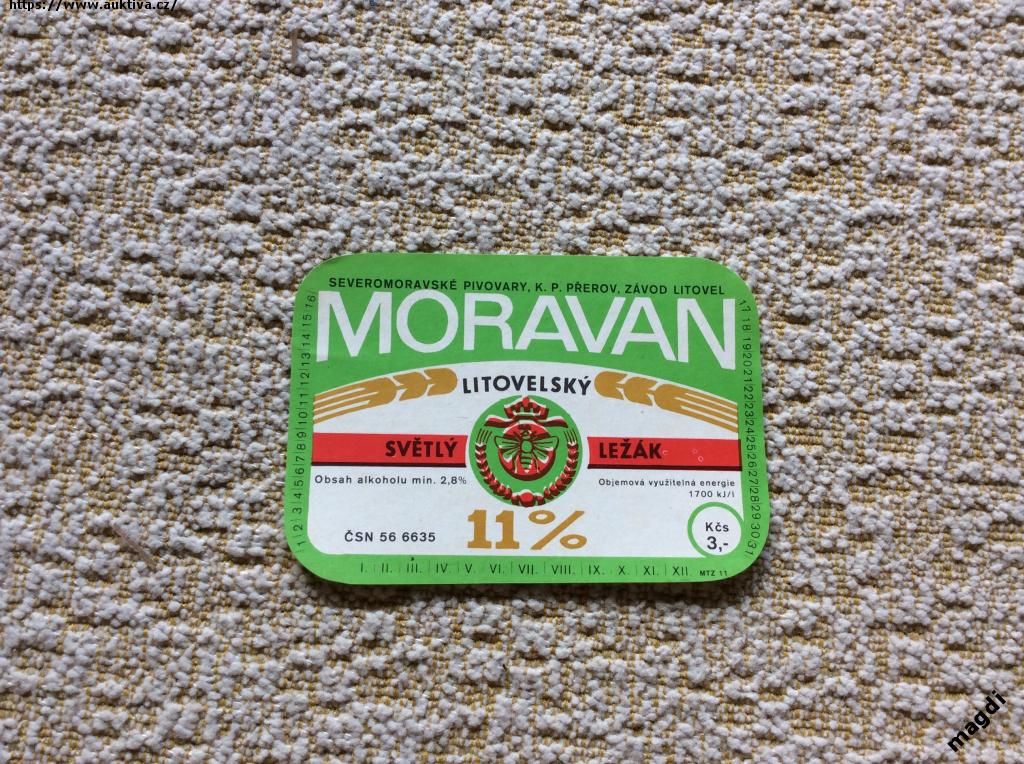 https://www.auktiva.cz/
SEVEROMORAVSKÉ PIVOVARY, K. P. PŘEROV, ZÁVOD LITOVEL
MORAVAN
LITOVELSKÝ
SVĚTLÝ LEŽÁK
Obsah alkoholu min. 2,8%
Objemová využitelná energie
1700 kJ/l
11%
ČSN 56 6635
Kčs
3,-
1 2 3 4 5 6 7 8 9 10 11 12 13 14 15 16
17 18 19 20 21 22 23 24 25 26 27 28 29 30 31
I. II. III. IV. V. VI. VII. VIII. IX. X. XI. XII. MTZ 11
magdi